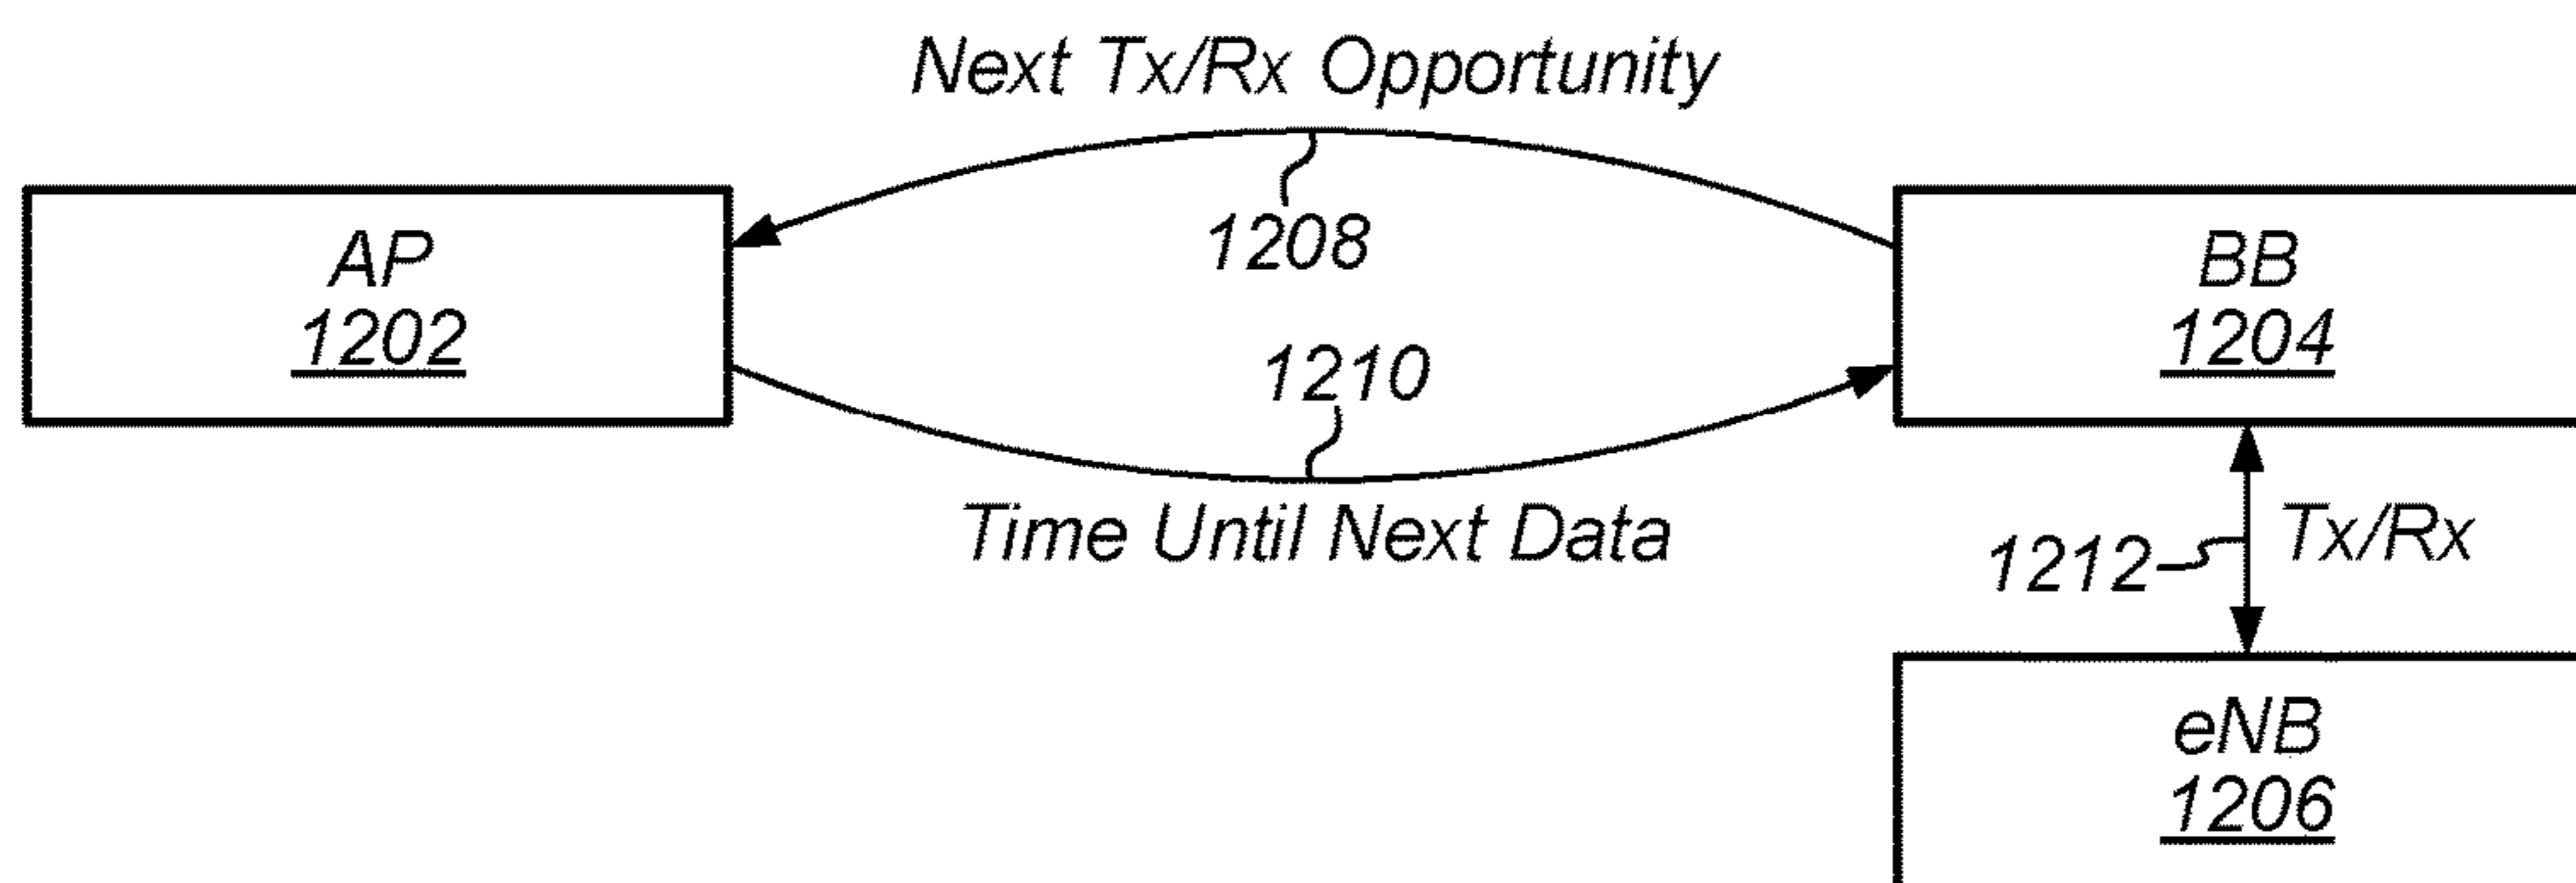 Next Tx/Rx Opportunity
1208
AP
1202
BB
1204
1210
Time Until Next Data
1212
Tx/Rx
eNB
1206